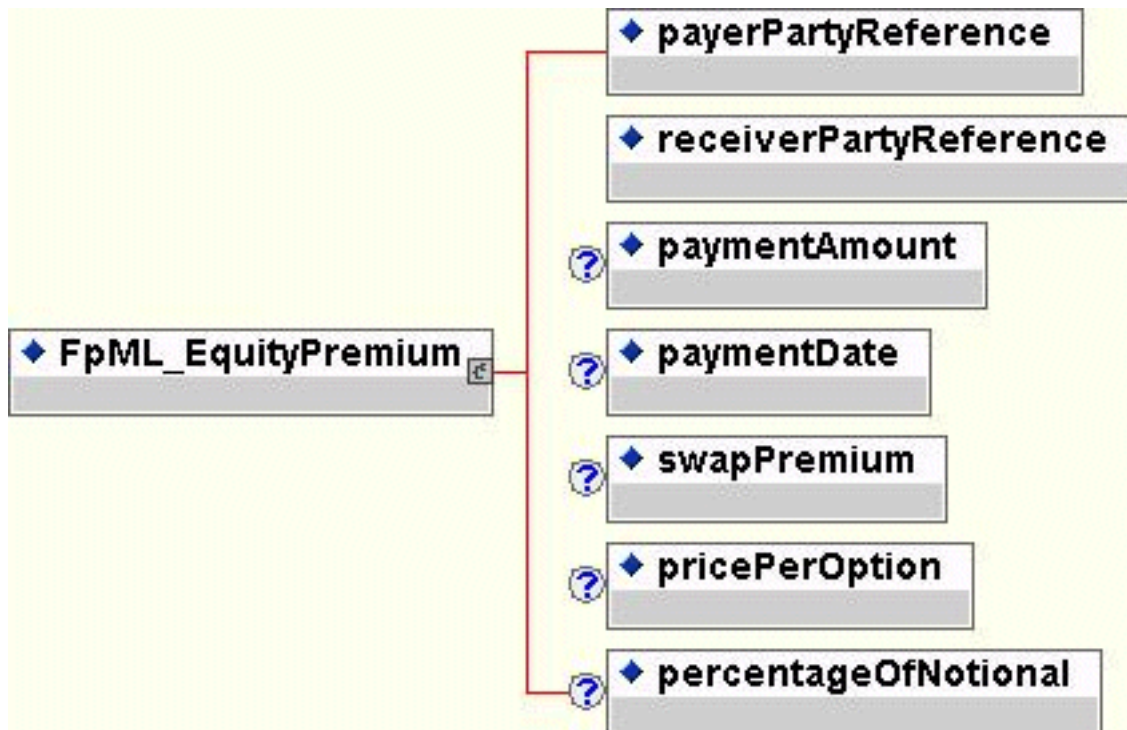 payerPartyReference
receiverPartyReference
? paymentAmount
FpML_EquityPremium
? paymentDate
? swapPremium
? pricePerOption
? percentageOfNotional